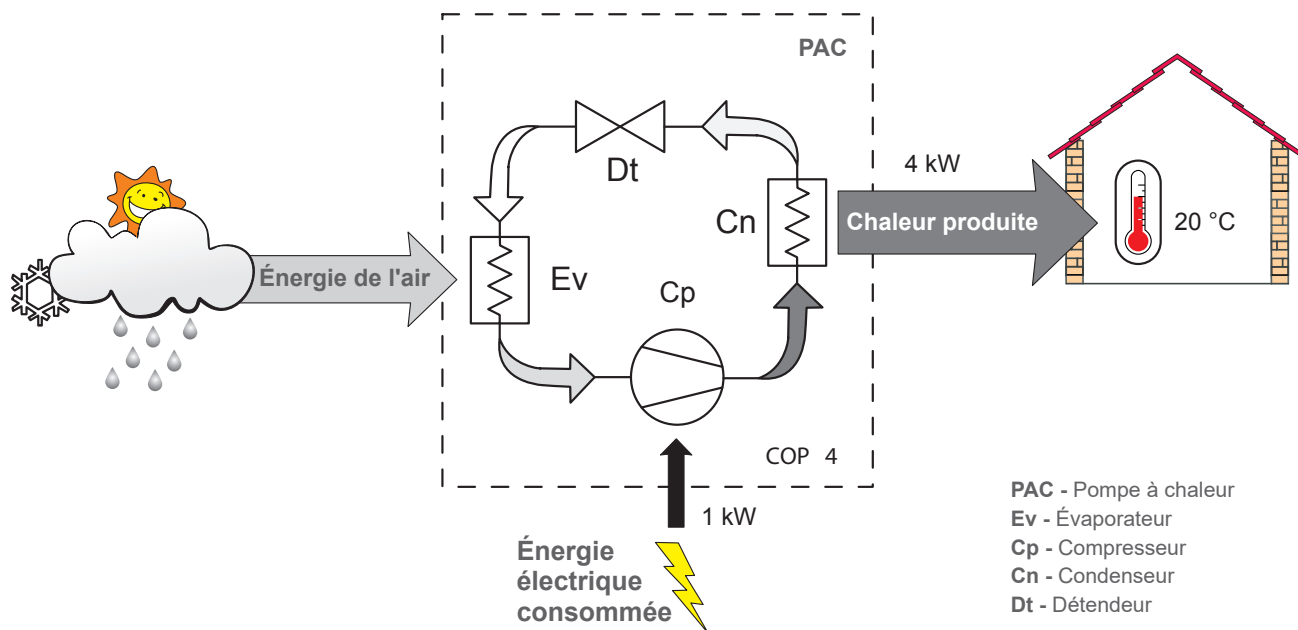 PAC
Dt
4 kW
Chaleur produite
Cn
20 °C
Énergie de l'air
Ev
Cp
COP 4
1 kW
Énergie
électrique
consommée
PAC - Pompe à chaleur
Ev - Évaporateur
Cp - Compresseur
Cn - Condenseur
Dt - Détendeur